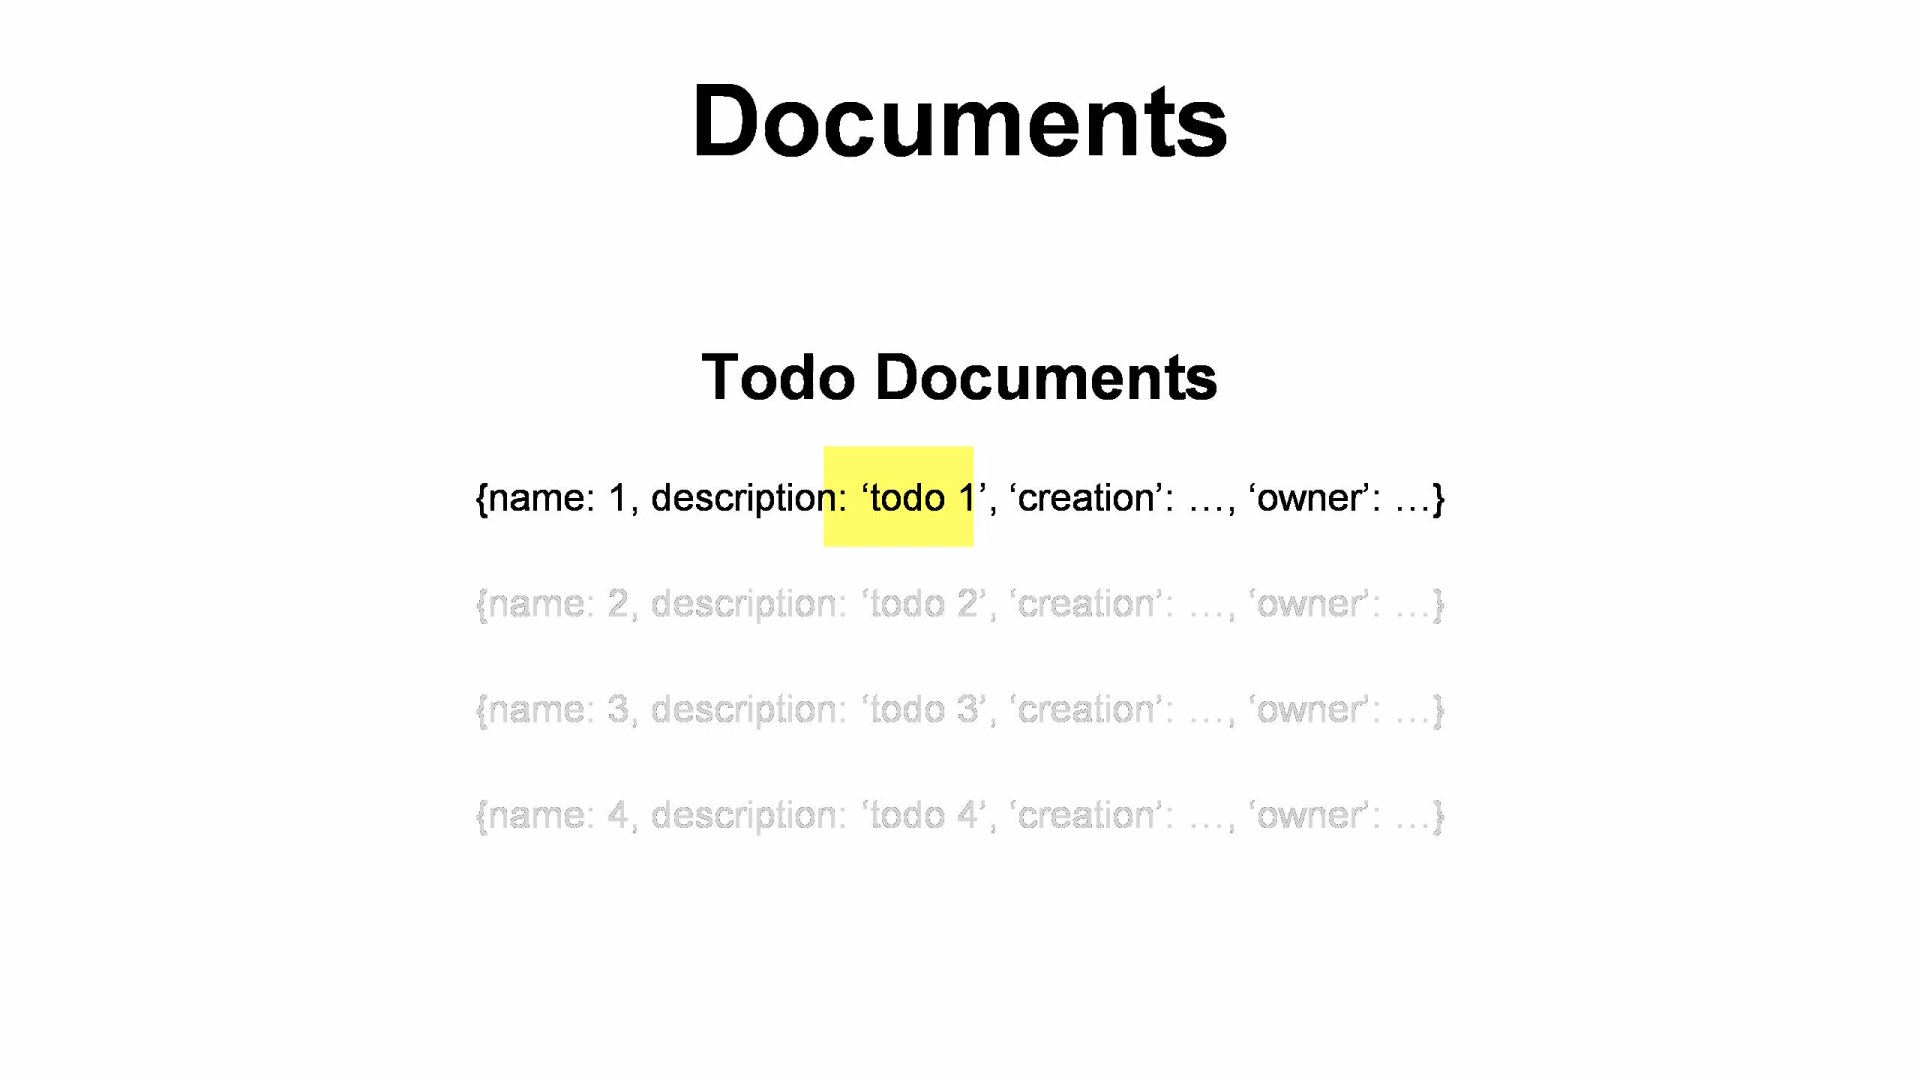 Documents
Todo Documents
{name: 1, description: ‘todo 1’, ‘creation’: …, ‘owner’: …}
{name: 2, description: ‘todo 2’, ‘creation’: …, ‘owner’: …}
{name: 3, description: ‘todo 3’, ‘creation’: …, ‘owner’: …}
{name: 4, description: ‘todo 4’, ‘creation’: …, ‘owner’: …}